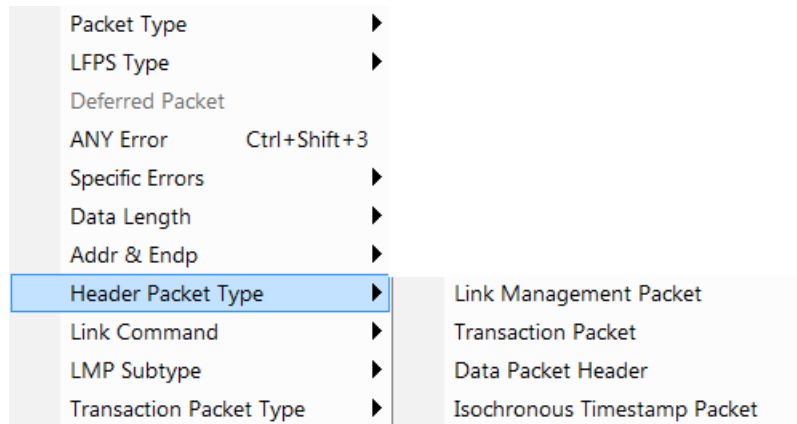 Packet Type
LFPS Type
Deferred Packet
ANY Error Ctrl+Shift+3
Specific Errors
Data Length
Addr & Endp
Header Packet Type
Link Command
LMP Subtype
Transaction Packet Type
Link Management Packet
Transaction Packet
Data Packet Header
Isochronous Timestamp Packet